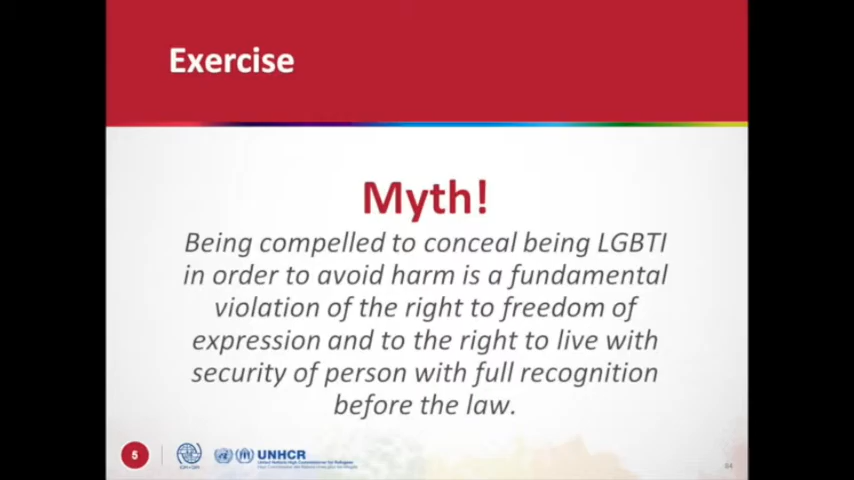 Exercise
Myth!
Being compelled to conceal being LGBTI
in order to avoid harm is a fundamental
violation of the right to freedom of
expression and to the right to live with
security of person with full recognition
before the law.
5
UNHCR
64